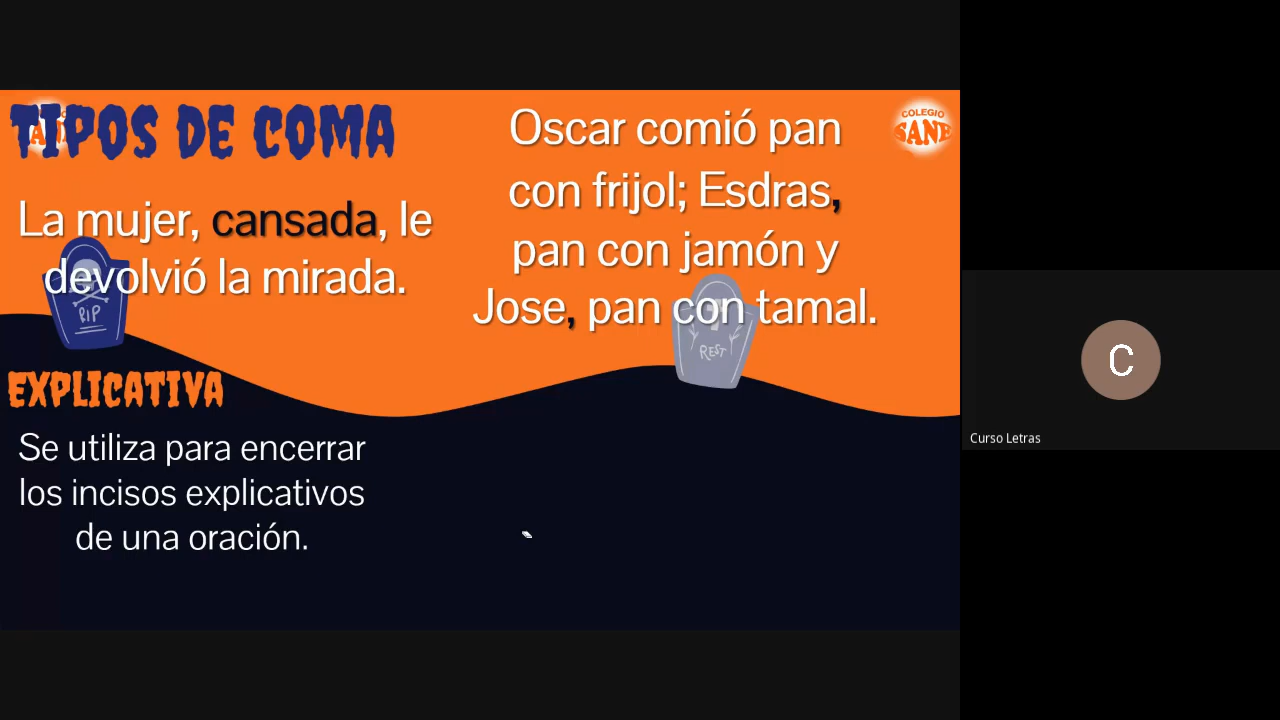 TIPOS DE COMA
La mujer, cansada, le
devolvió la mirada.
RIP
EXPLICATIVA
Se utiliza para encerrar
los incisos explicativos
de una oración.
Oscar comió pan
con frijol; Esdras,
pan con jamón y
Jose, pan con tamal.
REST
COLEGIO
C
Curso Letras